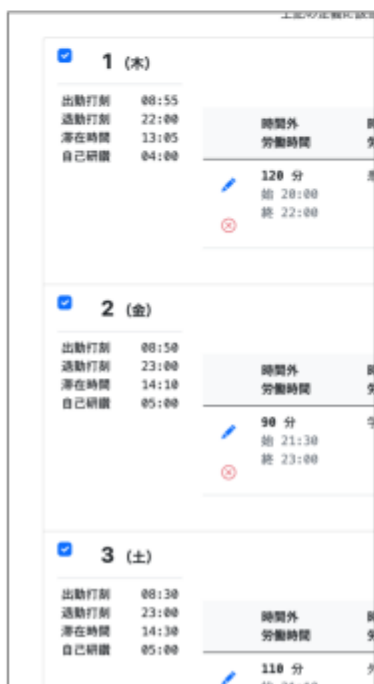 1 (木)
出勤打刻 08:55
退勤打刻 22:00
滞在時間 13:05
自己研鑽 04:00
時間外
労働時間
120 分
始 20:00
終 22:00
2 (金)
出勤打刻 08:50
退勤打刻 23:00
滞在時間 14:10
自己研鑽 05:00
時間外
労働時間
90 分
始 21:30
終 23:00
3 (土)
出勤打刻 08:30
退勤打刻 23:00
滞在時間 14:30
自己研鑽 05:00
時間外
労働時間
110 分